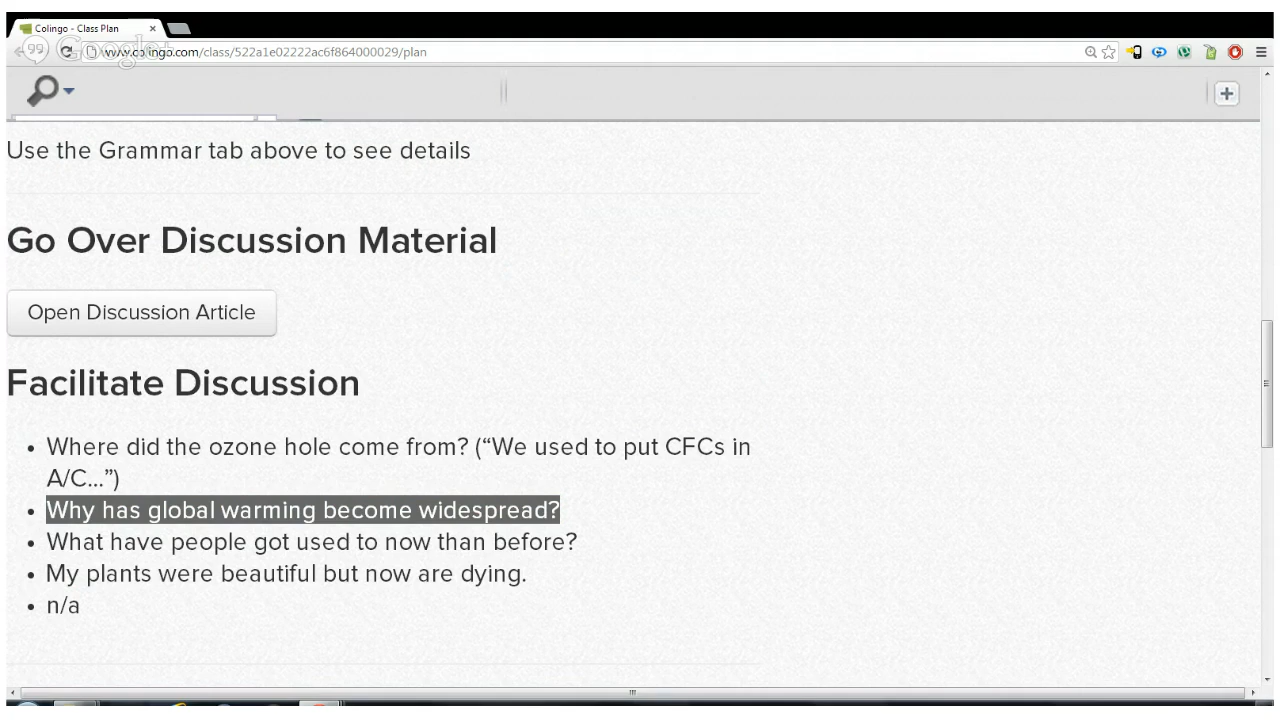 Colingo - Class Plan
www.colingo.com/class/522a1e02222ac6f864000029/plan
Use the Grammar tab above to see details
Go Over Discussion Material
Open Discussion Article
Facilitate Discussion
• Where did the ozone hole come from? (“We used to put CFCs in
A/C...”)
• Why has global warming become widespread?
• What have people got used to now than before?
• My plants were beautiful but now are dying.
• n/a